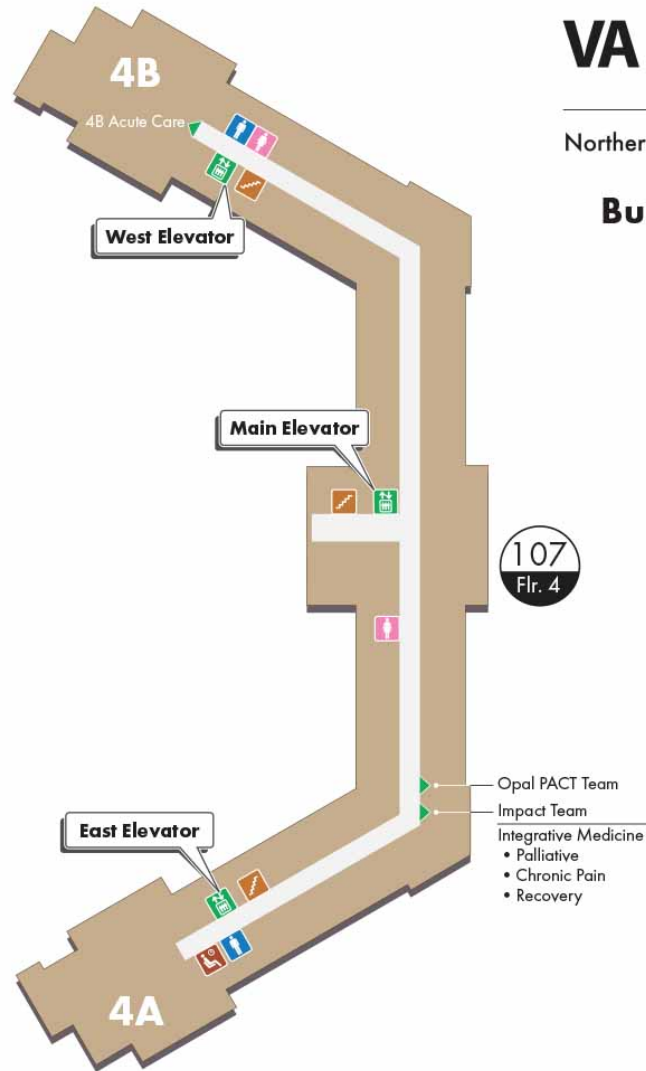 VA
Norther
Bu
4B
4B Acute Care
West Elevator
Main Elevator
107
Flr. 4
Opal PACT Team
Impact Team
Integrative Medicine
• Palliative
• Chronic Pain
• Recovery
East Elevator
4A